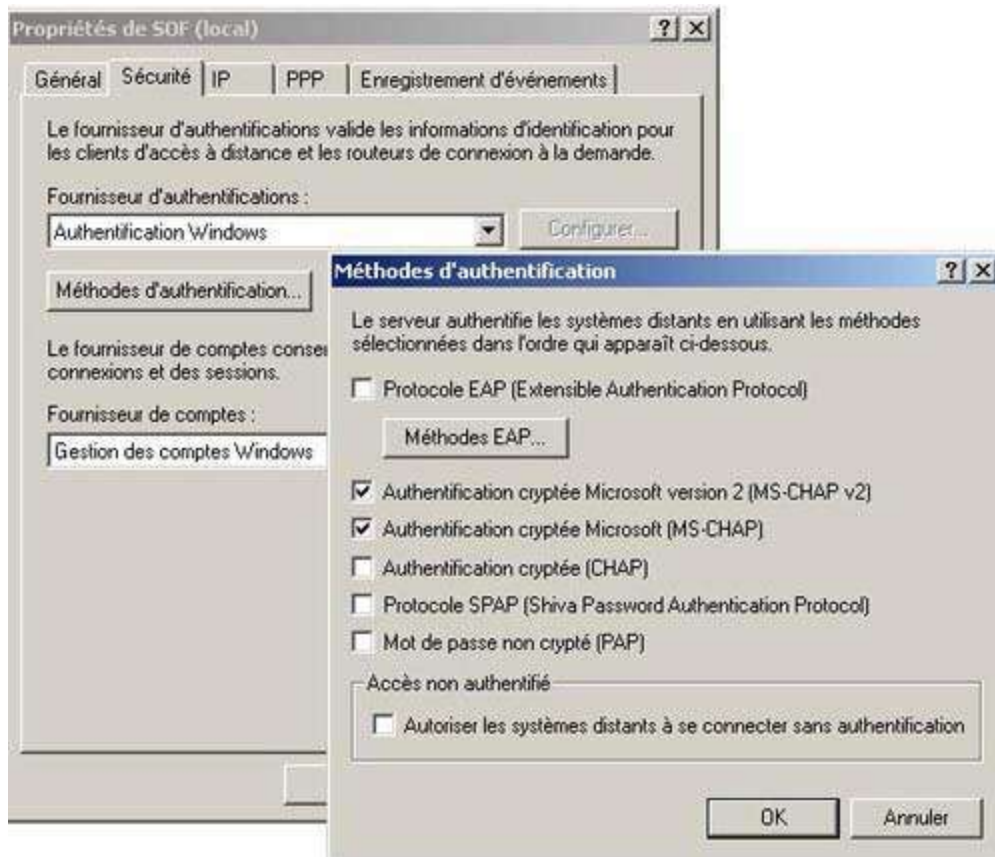 Propriétés de SOF (local)
Général
Sécurité
IP
PPP
Enregistrement d'événements
Le fournisseur d'authentifications valide les informations d'identification pour
les clients d'accès à distance et les routeurs de connexion à la demande.
Fournisseur d'authentifications :
Authentification Windows
Configurer...
Méthodes d'authentification...
Le fournisseur de comptes conser
connexions et des sessions.
Fournisseur de comptes :
Gestion des comptes Windows
Méthodes d'authentification
Le serveur authentifie les systèmes distants en utilisant les méthodes
sélectionnées dans l'ordre qui apparaît ci-dessous.
Protocole EAP (Extensible Authentication Protocol)
Méthodes EAP...
Authentification cryptée Microsoft version 2 (MS-CHAP v2)
Authentification cryptée Microsoft (MS-CHAP)
Authentification cryptée (CHAP)
Protocole SPAP (Shiva Password Authentication Protocol)
Mot de passe non crypté (PAP)
Accès non authentifié
Autoriser les systèmes distants à se connecter sans authentification
OK
Annuler